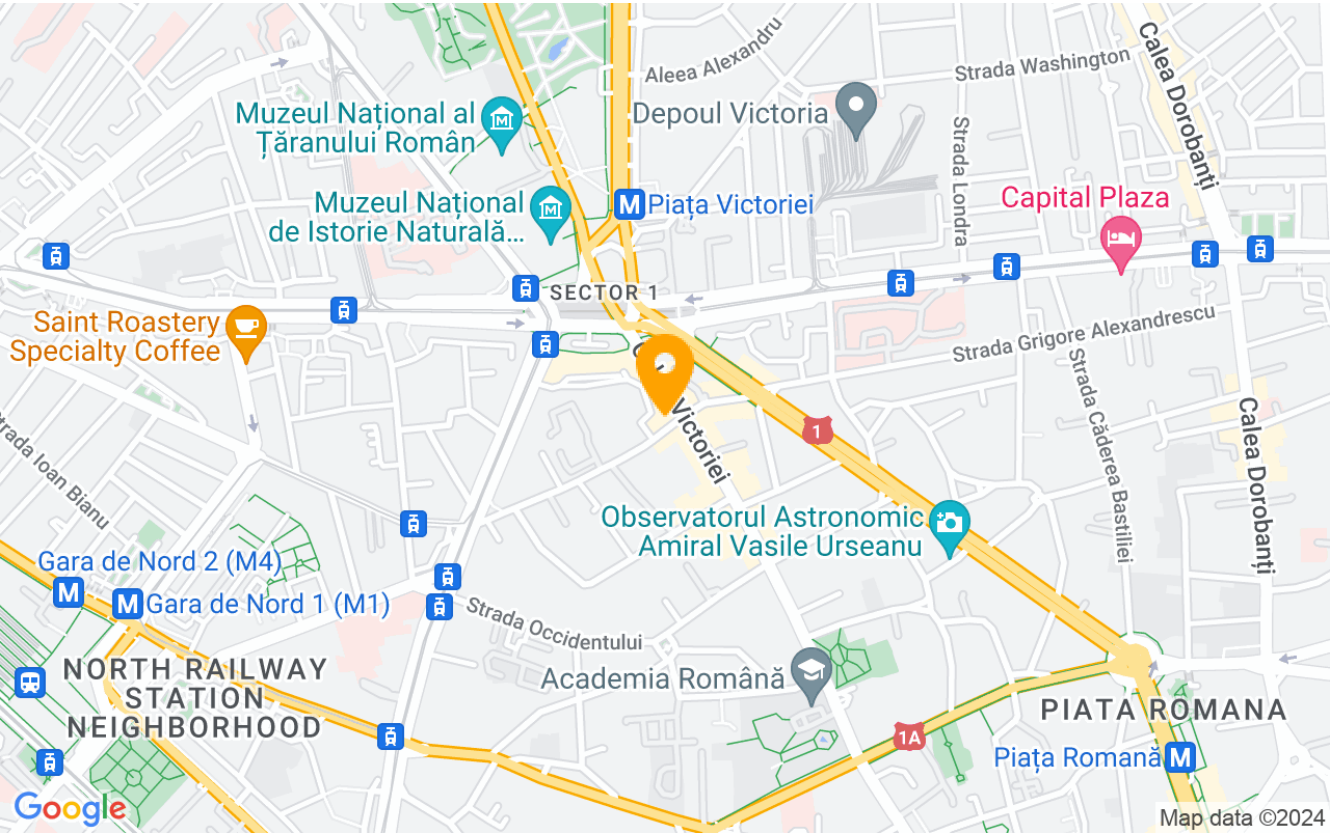 Aleea Alexandru
Strada Washington
Calea Dorobanți
Muzeul Național al
Țăranului Român
Depoul Victoria
Strada Londra
Muzeul Național
de Istorie Naturală...
M Piața Victoriei
Capital Plaza
SECTOR 1
Saint Roastery
Specialty Coffee
Strada Grigore Alexandrescu
Victoriei
1
Strada Căderea Bastiliei
Calea Dorobanți
Strada Ioan Bianu
Observatorul Astronomic
Amiral Vasile Urseanu
Gara de Nord 2 (M4)
M
M Gara de Nord 1 (M1)
Strada Occidentului
NORTH RAILWAY
STATION
NEIGHBORHOOD
Academia Română
PIATA ROMANA
1A
Piața Romană M
Google
Map data ©2024